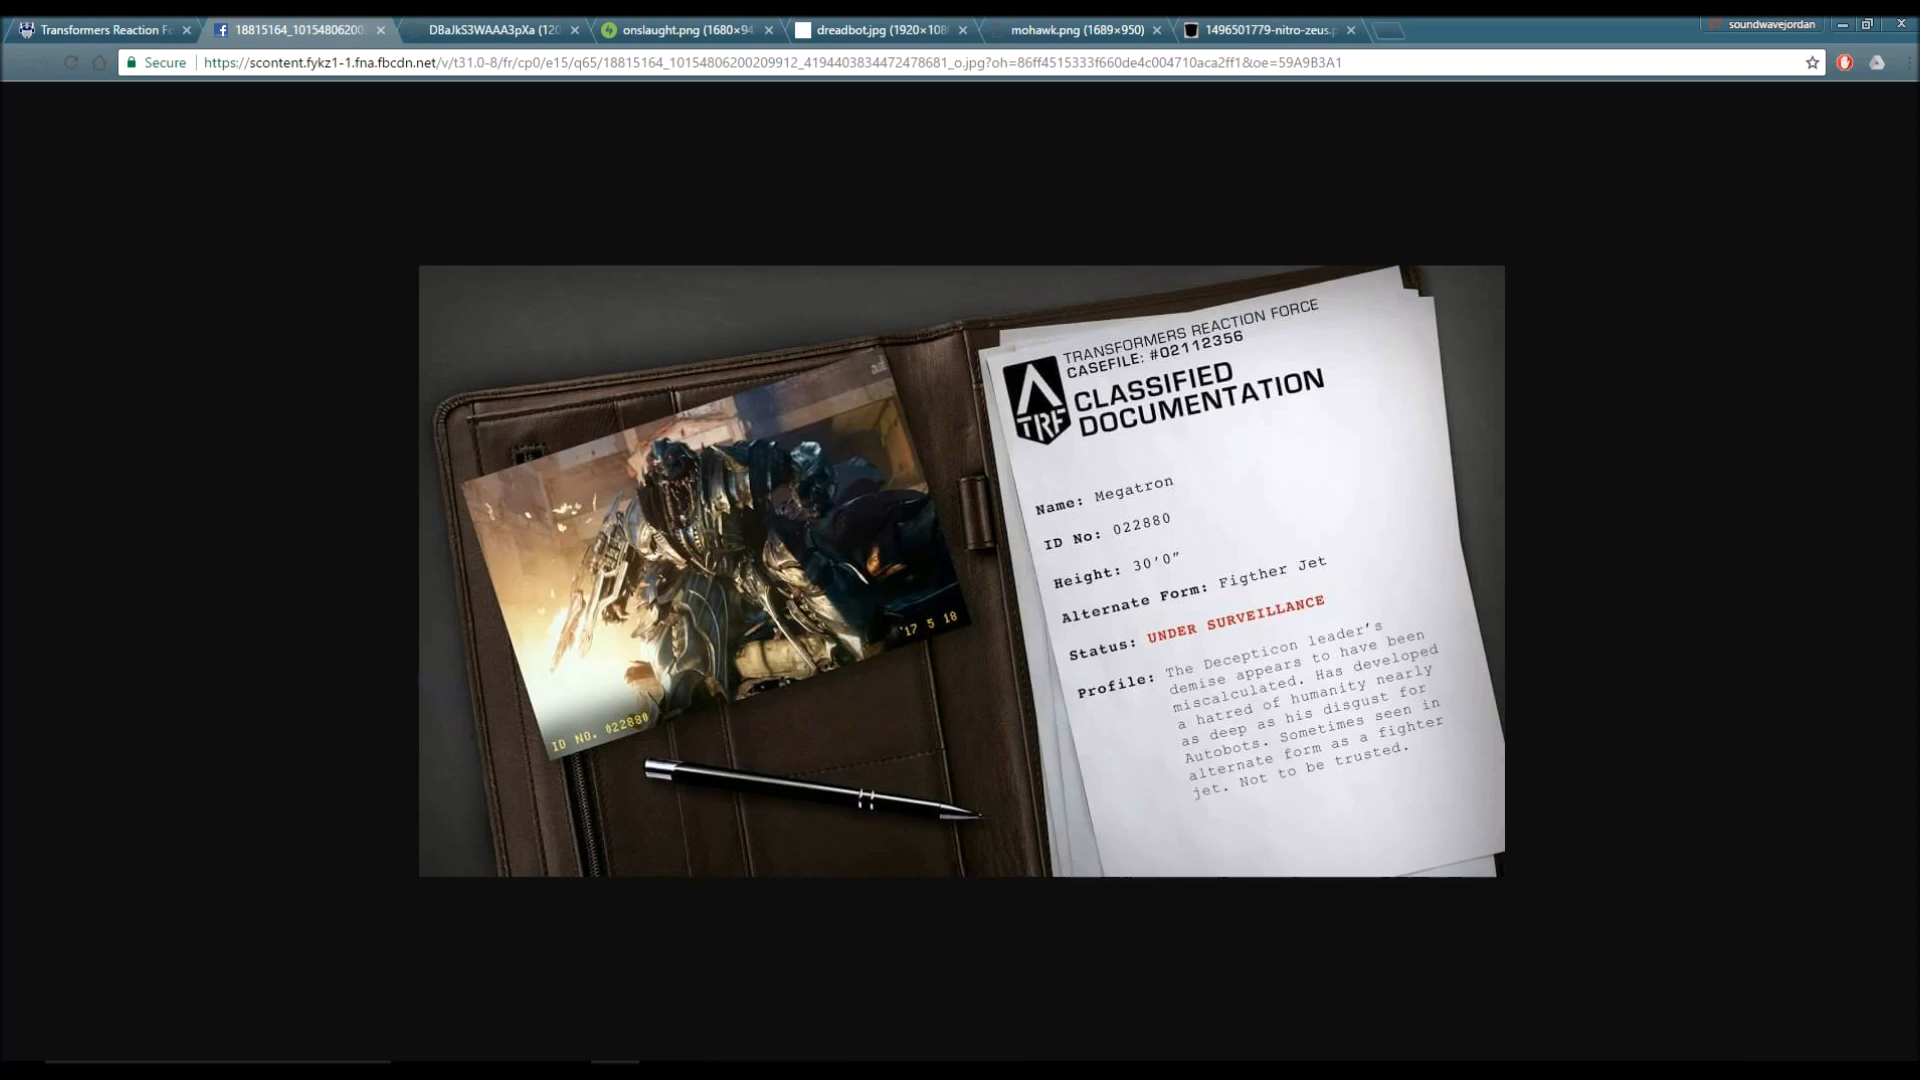 Transformers Reaction Fo
18815164_10154806200
DBaJkS3WAAA3pXa (120
onslaught.png (1680×94
dreadbot.jpg (1920×108
mohawk.png (1689×950)
1496501779-nitro-zeus.p
soundwavejordan
Secure
https://scontent.fykz1-1.fna.fbcdn.net/v/t31.0-8/fr/cp0/e15/q65/18815164_10154806200209912_4194403834472478681_o.jpg?oh=86ff4515333f660de4c004710aca2ff1&oe=59A9B3A1
'17 5 18
ID NO. 022880
TRANSFORMERS REACTION FORCE
CASEFILE: #02112356
TRF
CLASSIFIED
DOCUMENTATION
Name: Megatron
ID No: 022880
Height: 30'0"
Alternate Form: Figther Jet
Status: UNDER SURVEILLANCE
Profile: The Decepticon leader's
demise appears to have been
miscalculated. Has developed
a hatred of humanity nearly
as deep as his disgust for
Autobots. Sometimes seen in
alternate form as a fighter
jet. Not to be trusted.